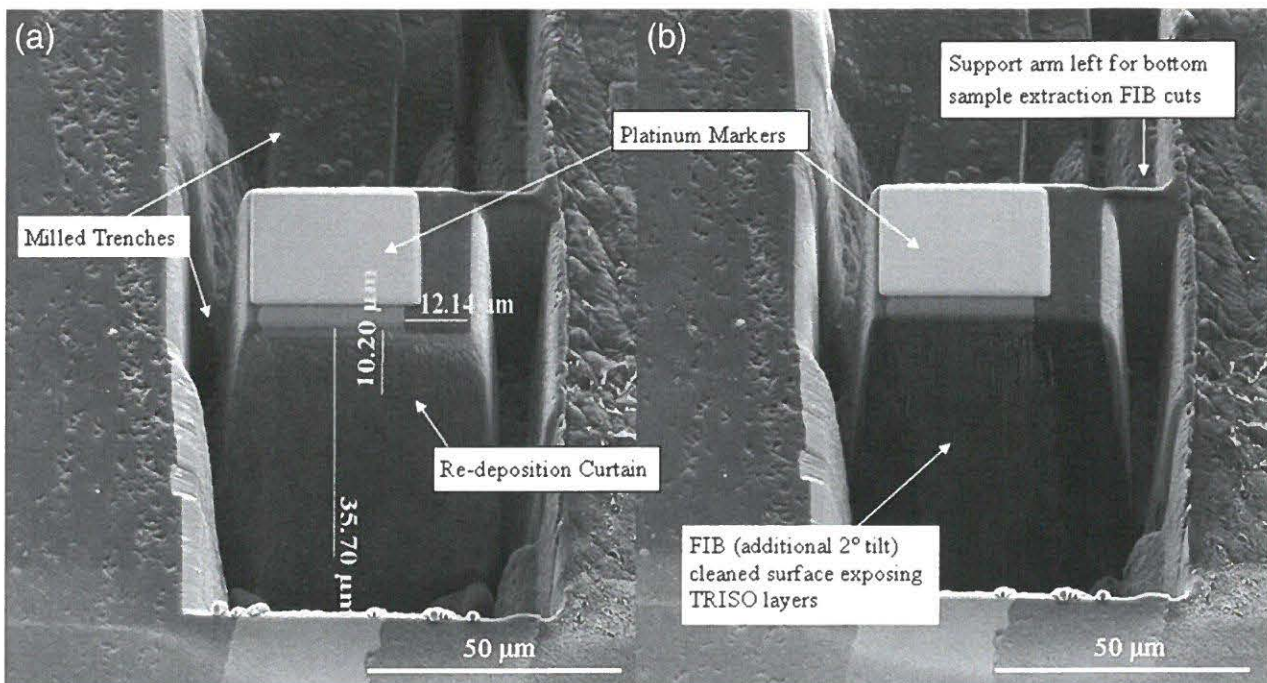 (a)
(b)
Support arm left for bottom
sample extraction FIB cuts
Platinum Markers
Milled Trenches
12.14 µm
10.20 µm
35.70 µm
Re-deposition Curtain
FIB (additional 2° tilt)
cleaned surface exposing
TRISO layers
50 µm
50 µm